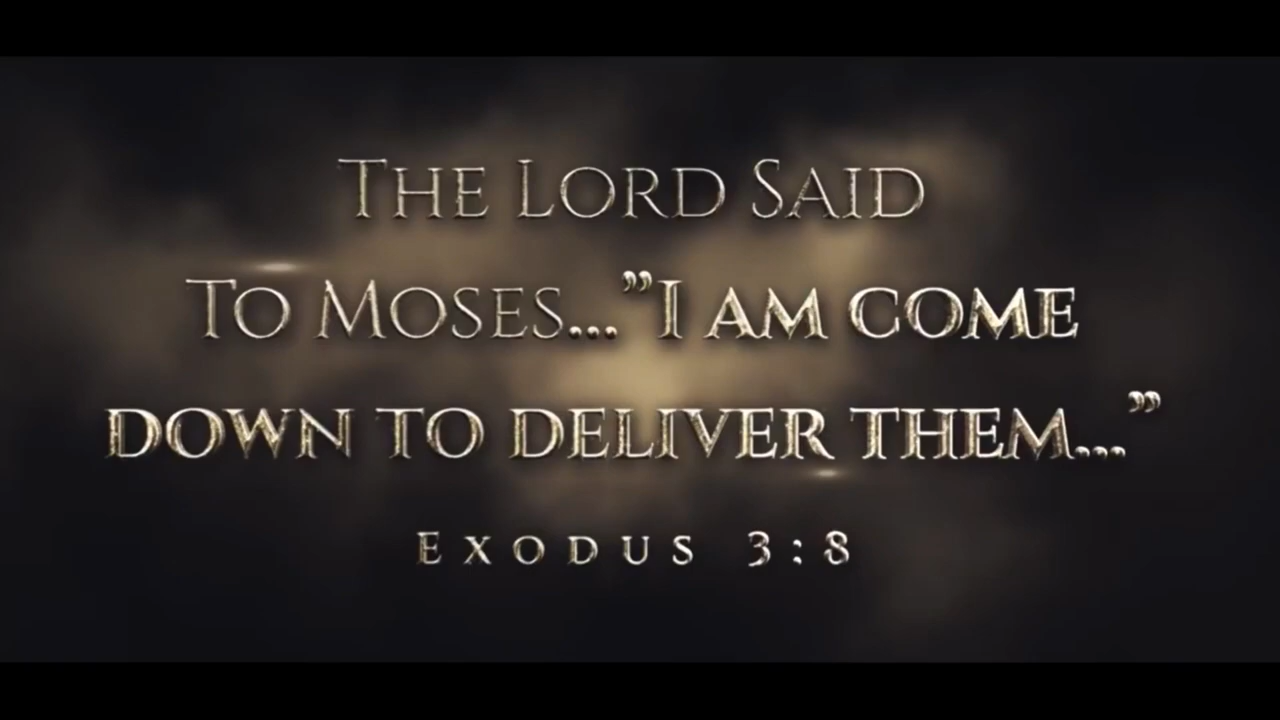 The Lord Said
To Moses...”I am come
down to deliver them...”
Exodus 3:8